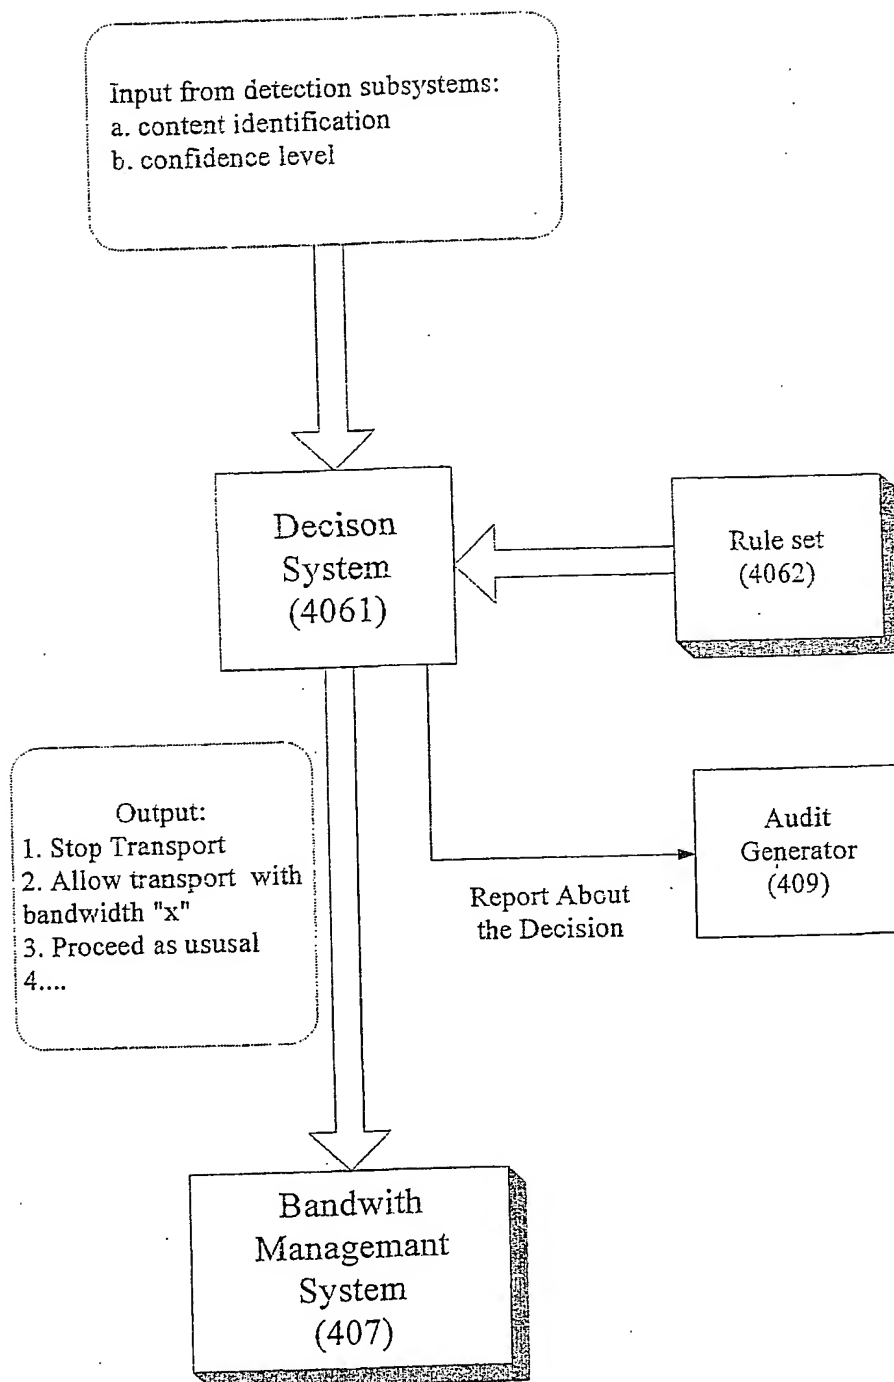 Input from detection subsystems:
a. content identification
b. confidence level
Decison
System
(4061)
Rule set
(4062)
Output:
1. Stop Transport
2. Allow transport with
bandwidth "x"
3. Proceed as ususal
4....
Audit
Generator
(409)
Report About
the Decision
Bandwith
Managemant
System
(407)